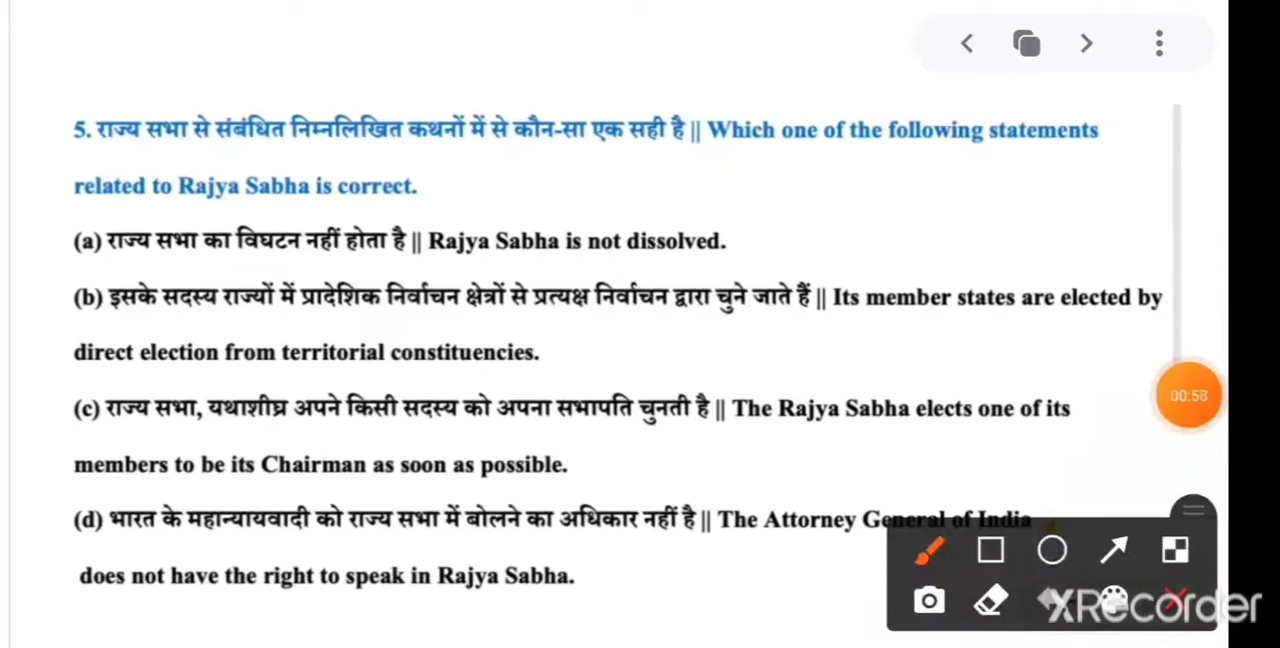 5. राज्य सभा से संबंधित निम्नलिखित कथनों में से कौन-सा एक सही है || Which one of the following statements
related to Rajya Sabha is correct.
(a) राज्य सभा का विघटन नहीं होता है || Rajya Sabha is not dissolved.
(b) इसके सदस्य राज्यों में प्रादेशिक निर्वाचन क्षेत्रों से प्रत्यक्ष निर्वाचन द्वारा चुने जाते हैं || Its member states are elected by
direct election from territorial constituencies.
00:58
(c) राज्य सभा, यथाशीघ्र अपने किसी सदस्य को अपना सभापति चुनती है || The Rajya Sabha elects one of its
members to be its Chairman as soon as possible.
(d) भारत के महान्यायवादी को राज्य सभा में बोलने का अधिकार नहीं है || The Attorney General of India
does not have the right to speak in Rajya Sabha.
XRecorder